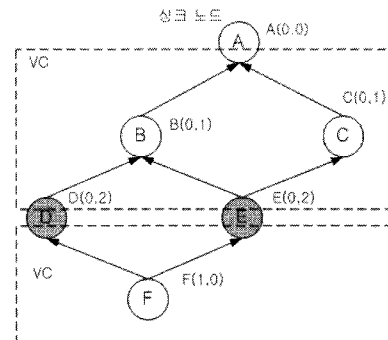 싱크 노드
A A(0.0)
VC
C(0,1)
B B(0,1) C
D D(0,2) E E(0,2)
VC
F F(1.0)